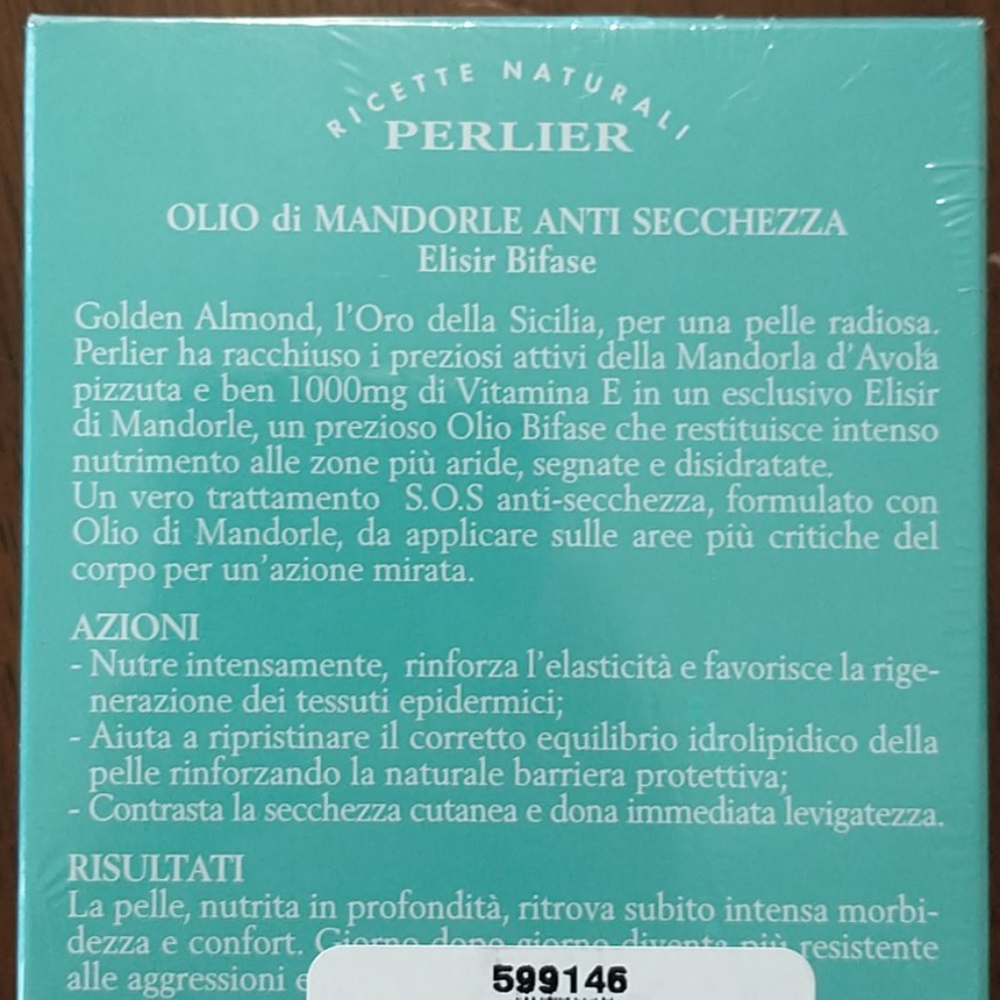 RICETTE NATURALI
PERLIER
OLIO di MANDORLE ANTI SECCHEZZA
Elisir Bifase
Golden Almond, l'Oro della Sicilia, per una pelle radiosa.
Perlier ha racchiuso i preziosi attivi della Mandorla d'Avola
pizzuta e ben 1000mg di Vitamina E in un esclusivo Elisir
di Mandorle, un prezioso Olio Bifase che restituisce intenso
nutrimento alle zone più aride, segnate e disidratate.
Un vero trattamento S.O.S anti-secchezza, formulato con
Olio di Mandorle, da applicare sulle aree più critiche del
corpo per un'azione mirata.
AZIONI
- Nutre intensamente, rinforza l'elasticità e favorisce la rige-
nerazione dei tessuti epidermici;
- Aiuta a ripristinare il corretto equilibrio idrolipidico della
pelle rinforzando la naturale barriera protettiva;
- Contrasta la secchezza cutanea e dona immediata levigatezza.
RISULTATI
La pelle, nutrita in profondità, ritrova subito intensa morbi-
dezza e confort. Giorno dopo giorno diventa più resistente
alle aggressioni e
599146